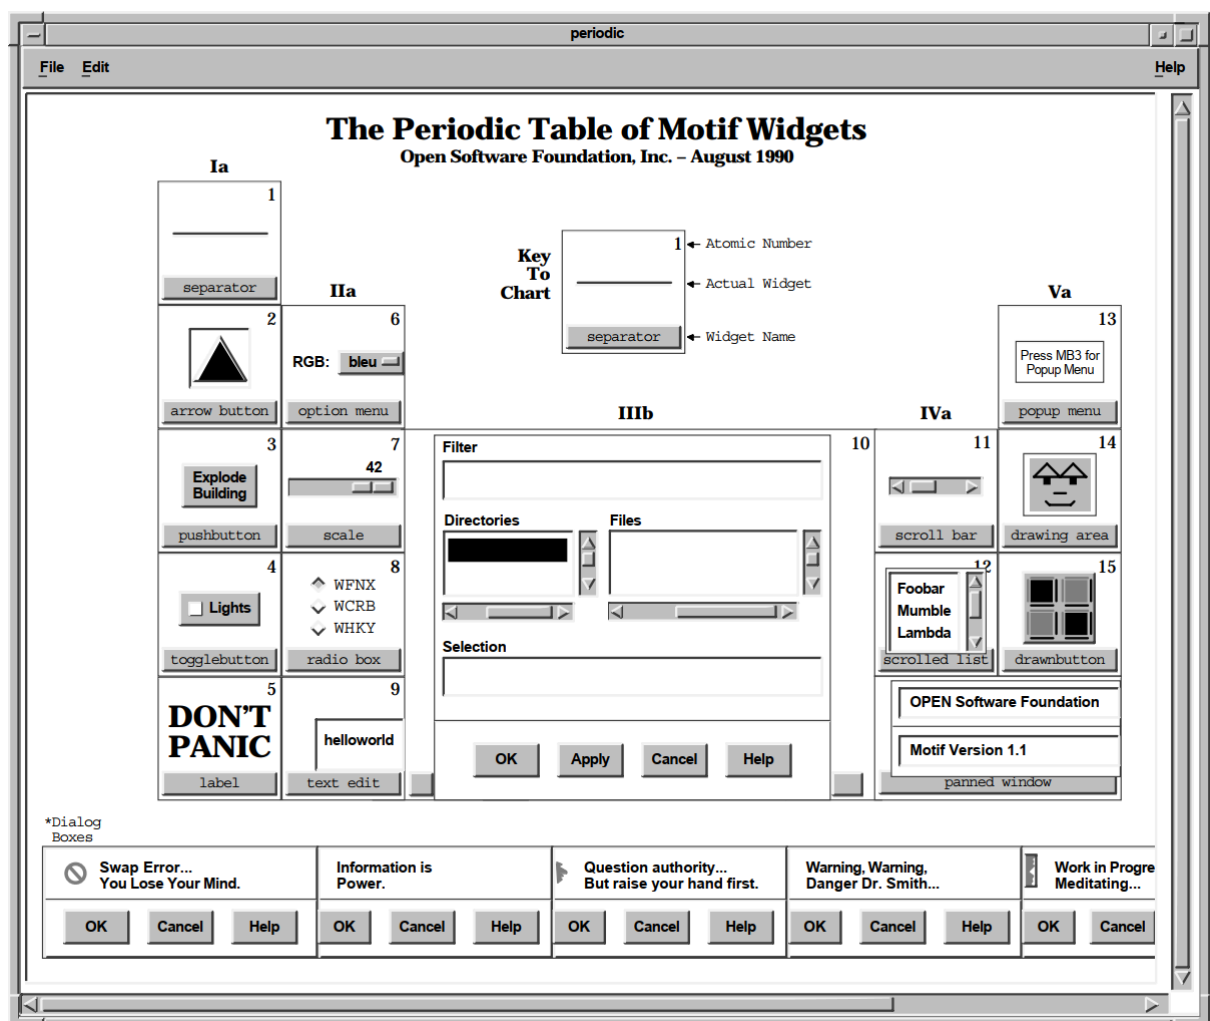 periodic
File Edit Help
The Periodic Table of Motif Widgets
Open Software Foundation, Inc. – August 1990
Ia
1
separator
Key
To
Chart
1
Atomic Number
Actual Widget
separator
Widget Name
IIa
Va
2
arrow button
6
RGB: bleu
option menu
13
Press MB3 for
Popup Menu
popup menu
IIIb
IVa
3
Explode
Building
pushbutton
7
42
scale
Filter
Directories
Files
Selection
OK Apply Cancel Help
10
11
scroll bar
14
drawing area
4
Lights
togglebutton
8
WFNX
WCRB
WHKY
radio box
12
Foobar
Mumble
Lambda
scrolled list
15
drawnbutton
5
DON'T
PANIC
label
9
helloworld
text edit
OPEN Software Foundation
Motif Version 1.1
panned window
*Dialog
Boxes
Swap Error...
You Lose Your Mind.
OK Cancel Help
Information is
Power.
OK Cancel Help
Question authority...
But raise your hand first.
OK Cancel Help
Warning, Warning,
Danger Dr. Smith...
OK Cancel Help
Work in Progre
Meditating...
OK Cancel